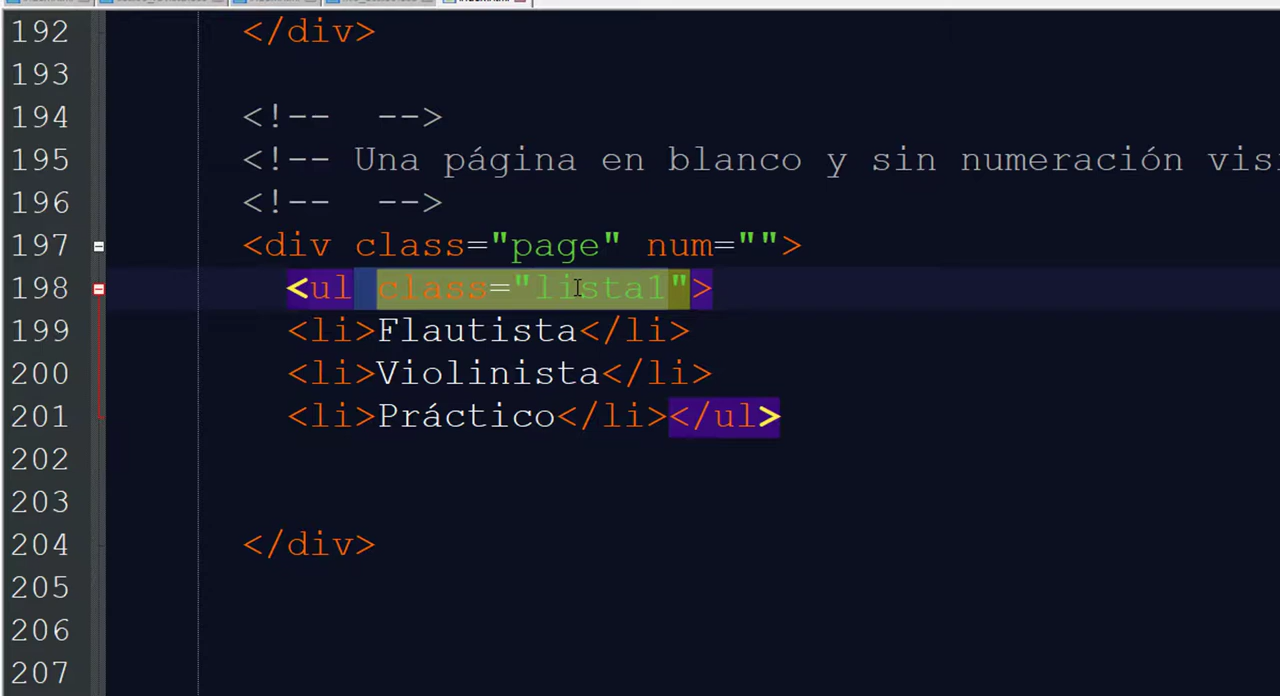 192 </div>
193
194 <!-- -->
195 <!-- Una página en blanco y sin numeración
196 <!-- -->
197 <div class="page" num="">
198 <ul class="lista1">
199 <li>Flautista</li>
200 <li>Violinista</li>
201 <li>Práctico</li></ul>
202
203
204 </div>
205
206
207